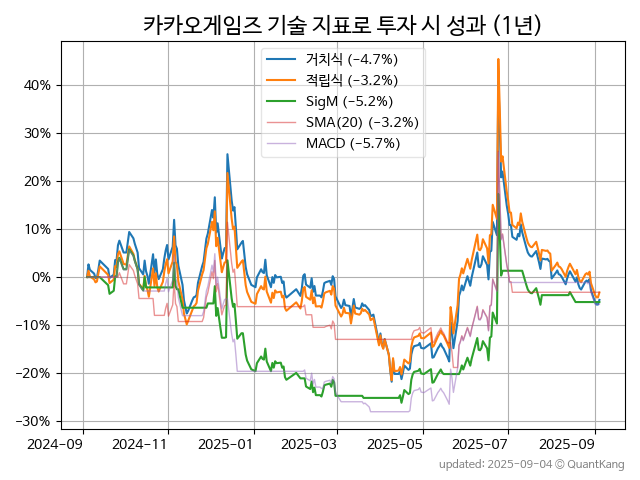 카카오게임즈 기술 지표로 투자 시 성과 (1년)
거치식 (−4.7%)
적립식 (−3.2%)
SigM (−5.2%)
SMA(20) (−3.2%)
MACD (−5.7%)
40%
30%
20%
10%
0%
−10%
−20%
−30%
2024-09 2024-11 2025-01 2025-03 2025-05 2025-07 2025-09
updated: 2025-09-04 © QuantKang